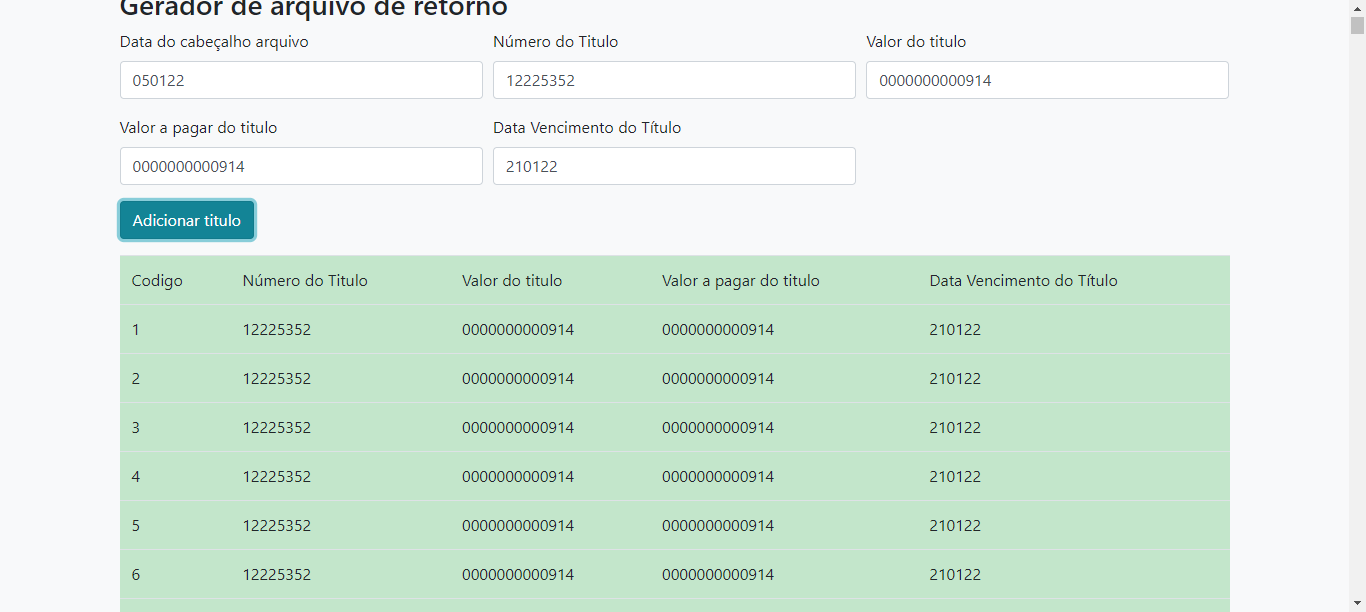 Gerador de arquivo de retorno
Data do cabeçalho arquivo Número do Titulo Valor do titulo
050122 12225352 0000000000914
Valor a pagar do titulo Data Vencimento do Título
0000000000914 210122
Adicionar titulo
Codigo Número do Titulo Valor do titulo Valor a pagar do titulo Data Vencimento do Título
1 12225352 0000000000914 0000000000914 210122
2 12225352 0000000000914 0000000000914 210122
3 12225352 0000000000914 0000000000914 210122
4 12225352 0000000000914 0000000000914 210122
5 12225352 0000000000914 0000000000914 210122
6 12225352 0000000000914 0000000000914 210122